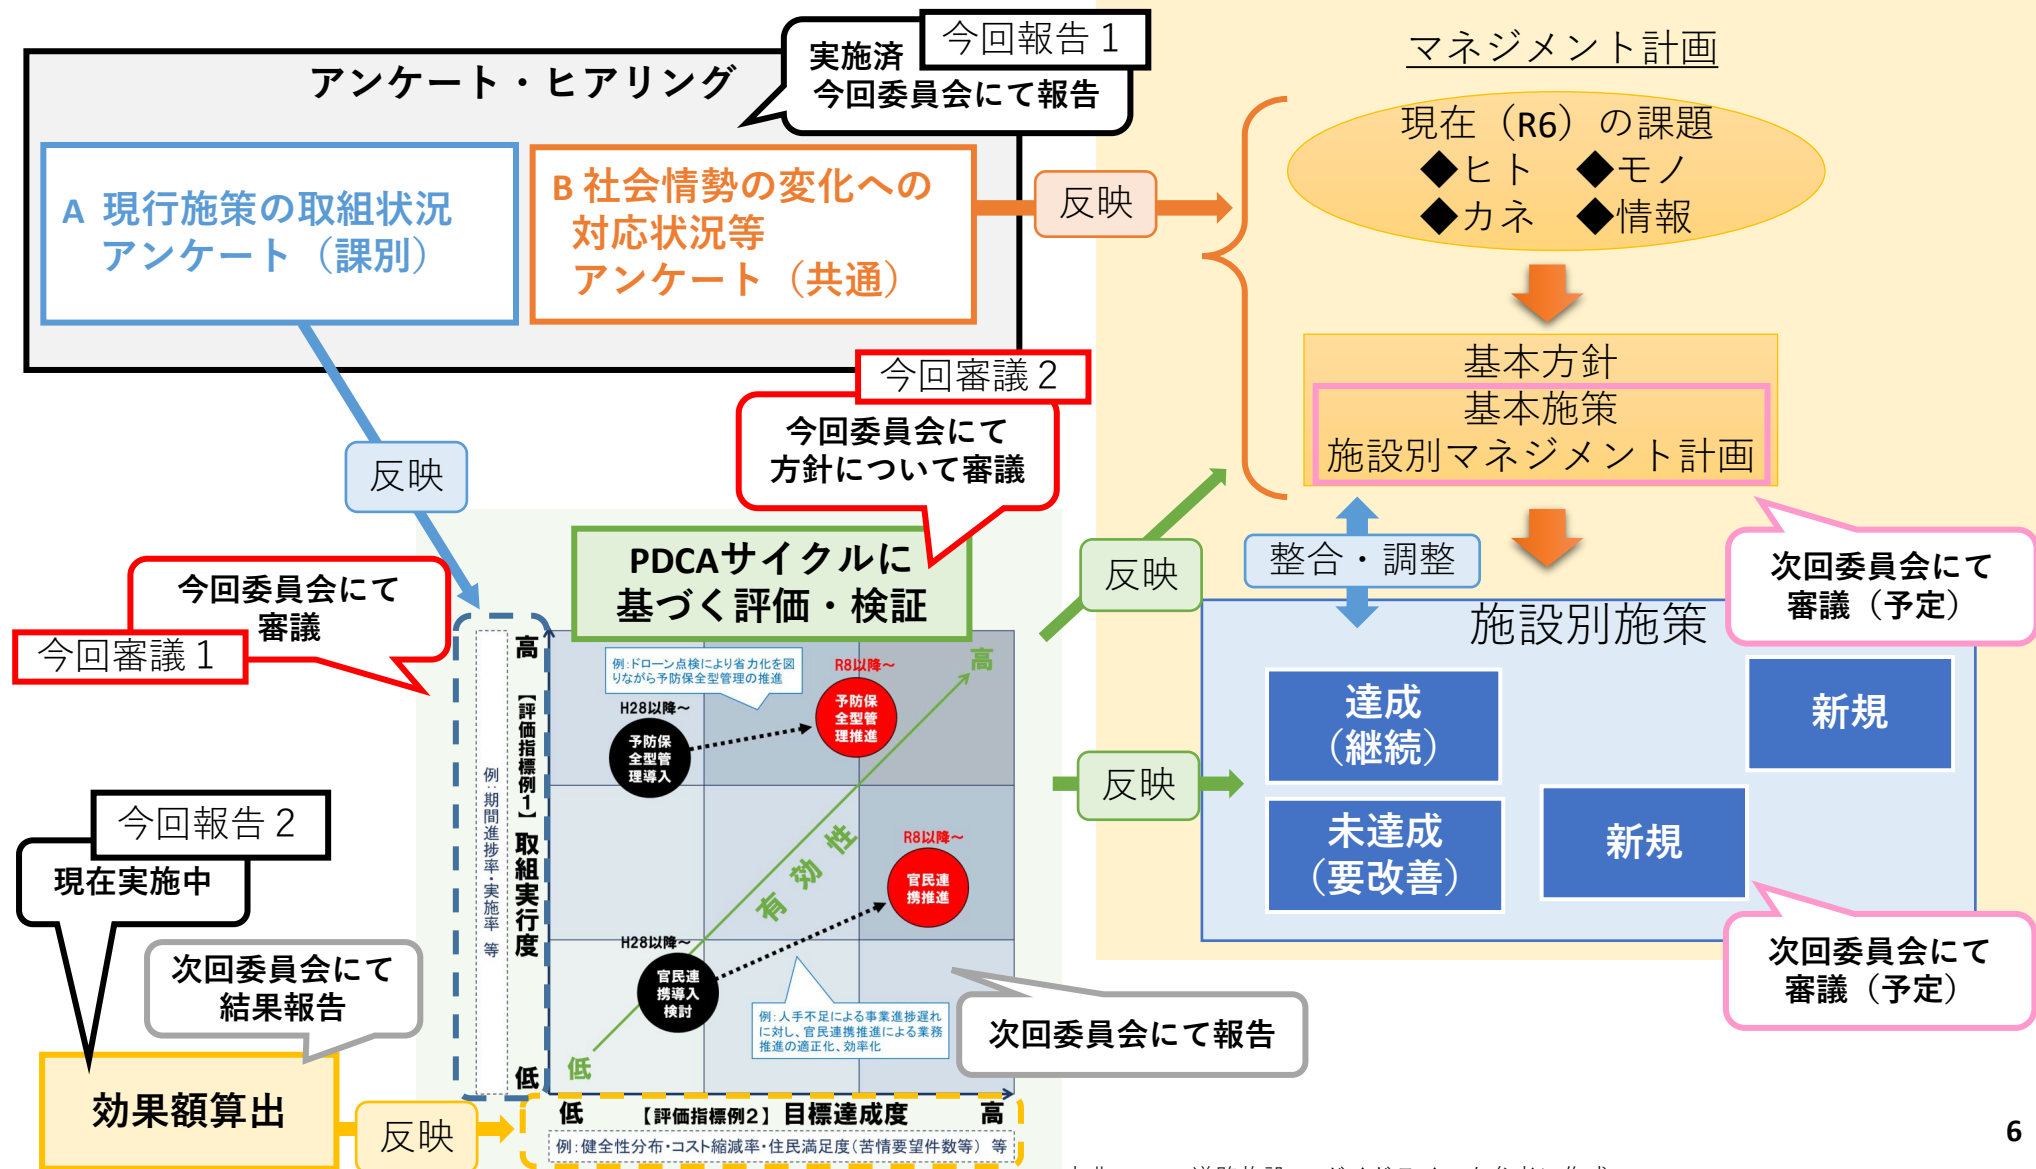 今回報告１
実施済
今回委員会にて報告
アンケート・ヒアリング
A 現行施策の取組状況
アンケート（課別）
B 社会情勢の変化への
対応状況等
アンケート（共通）
反映
マネジメント計画
現在（R6）の課題
◆ヒト ◆モノ
◆カネ ◆情報
基本方針
基本施策
施設別マネジメント計画
今回審議２
今回委員会にて
方針について審議
反映
今回委員会にて
審議
今回審議１
PDCAサイクルに
基づく評価・検証
反映
整合・調整
次回委員会にて
審議（予定）
施設別施策
達成
（継続）
新規
未達成
（要改善）
新規
反映
次回委員会にて
審議（予定）
高
【評価指標例1】取組実行度
低
例：期間進捗率・実施率 等
例：ドローン点検により省力化を図
りながら予防保全型管理の推進
R8以降～
予防保
全型管
理推進
高
H28以降～
予防保
全型管
理導入
有効性
R8以降～
官民連
携推進
H28以降～
官民連
携導入
検討
例：人手不足による事業進捗遅れ
に対し、官民連携推進による業務
推進の適正化、効率化
低
低 【評価指標例2】目標達成度 高
例：健全性分布・コスト縮減率・住民満足度（苦情要望件数等） 等
今回報告２
現在実施中
次回委員会にて
結果報告
次回委員会にて報告
効果額算出
反映
6